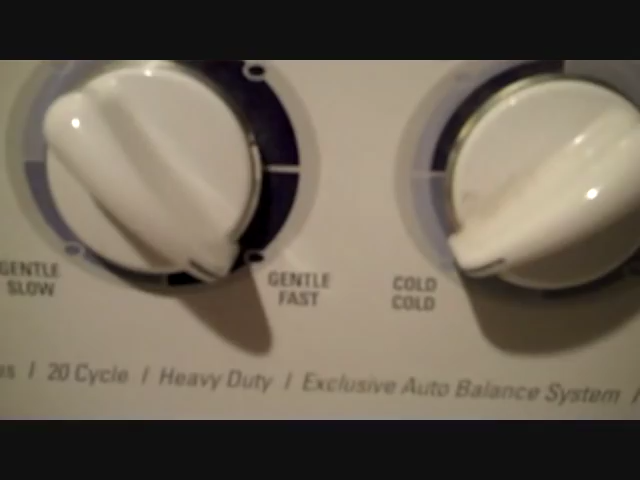 GENTLE
SLOW
GENTLE
FAST
COLD
COLD
/ 20 Cycle / Heavy Duty / Exclusive Auto Balance System /